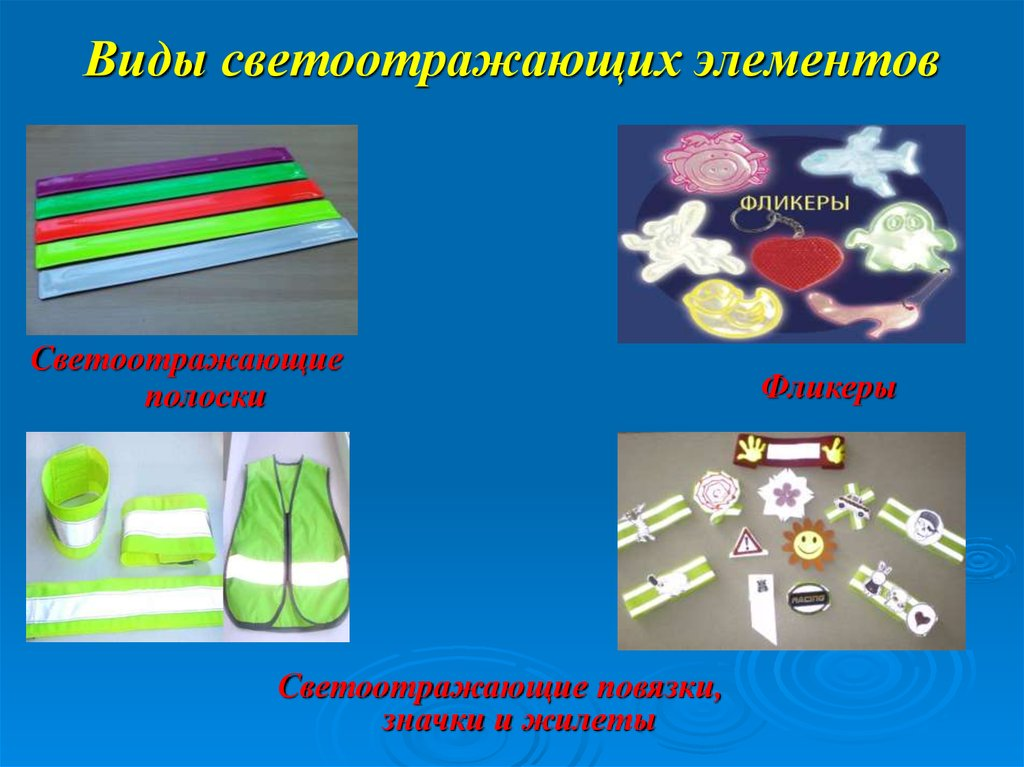 Виды светоотражающих элементов
ФЛИКЕРЫ
Светоотражающие
полоски
Фликеры
RACING
Светоотражающие повязки,
значки и жилеты